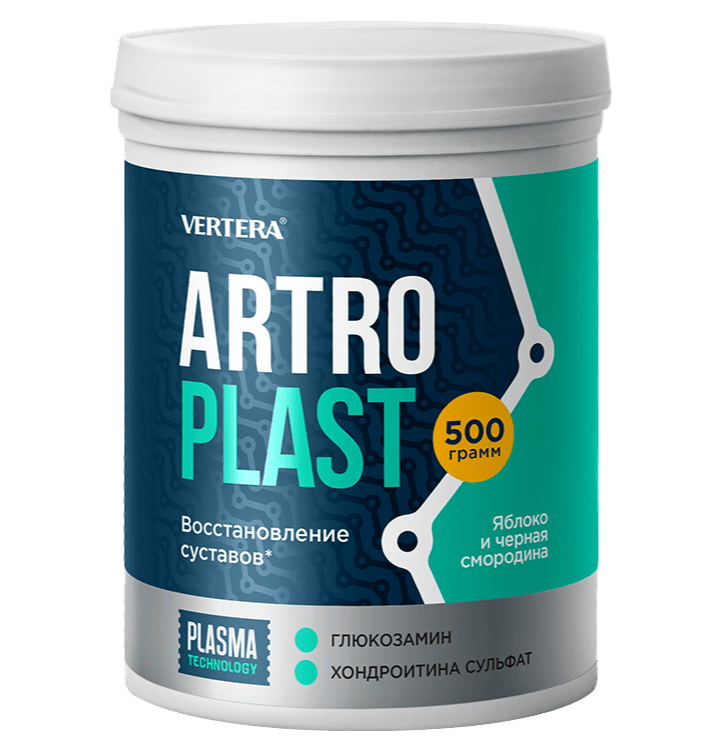 VERTERA®
ARTRO
PLAST
500
грамм
Восстановление
суставов*
Яблоко
и черная
смородина
PLASMA
TECHNOLOGY
ГЛЮКОЗАМИН
ХОНДРОИТИНА СУЛЬФАТ